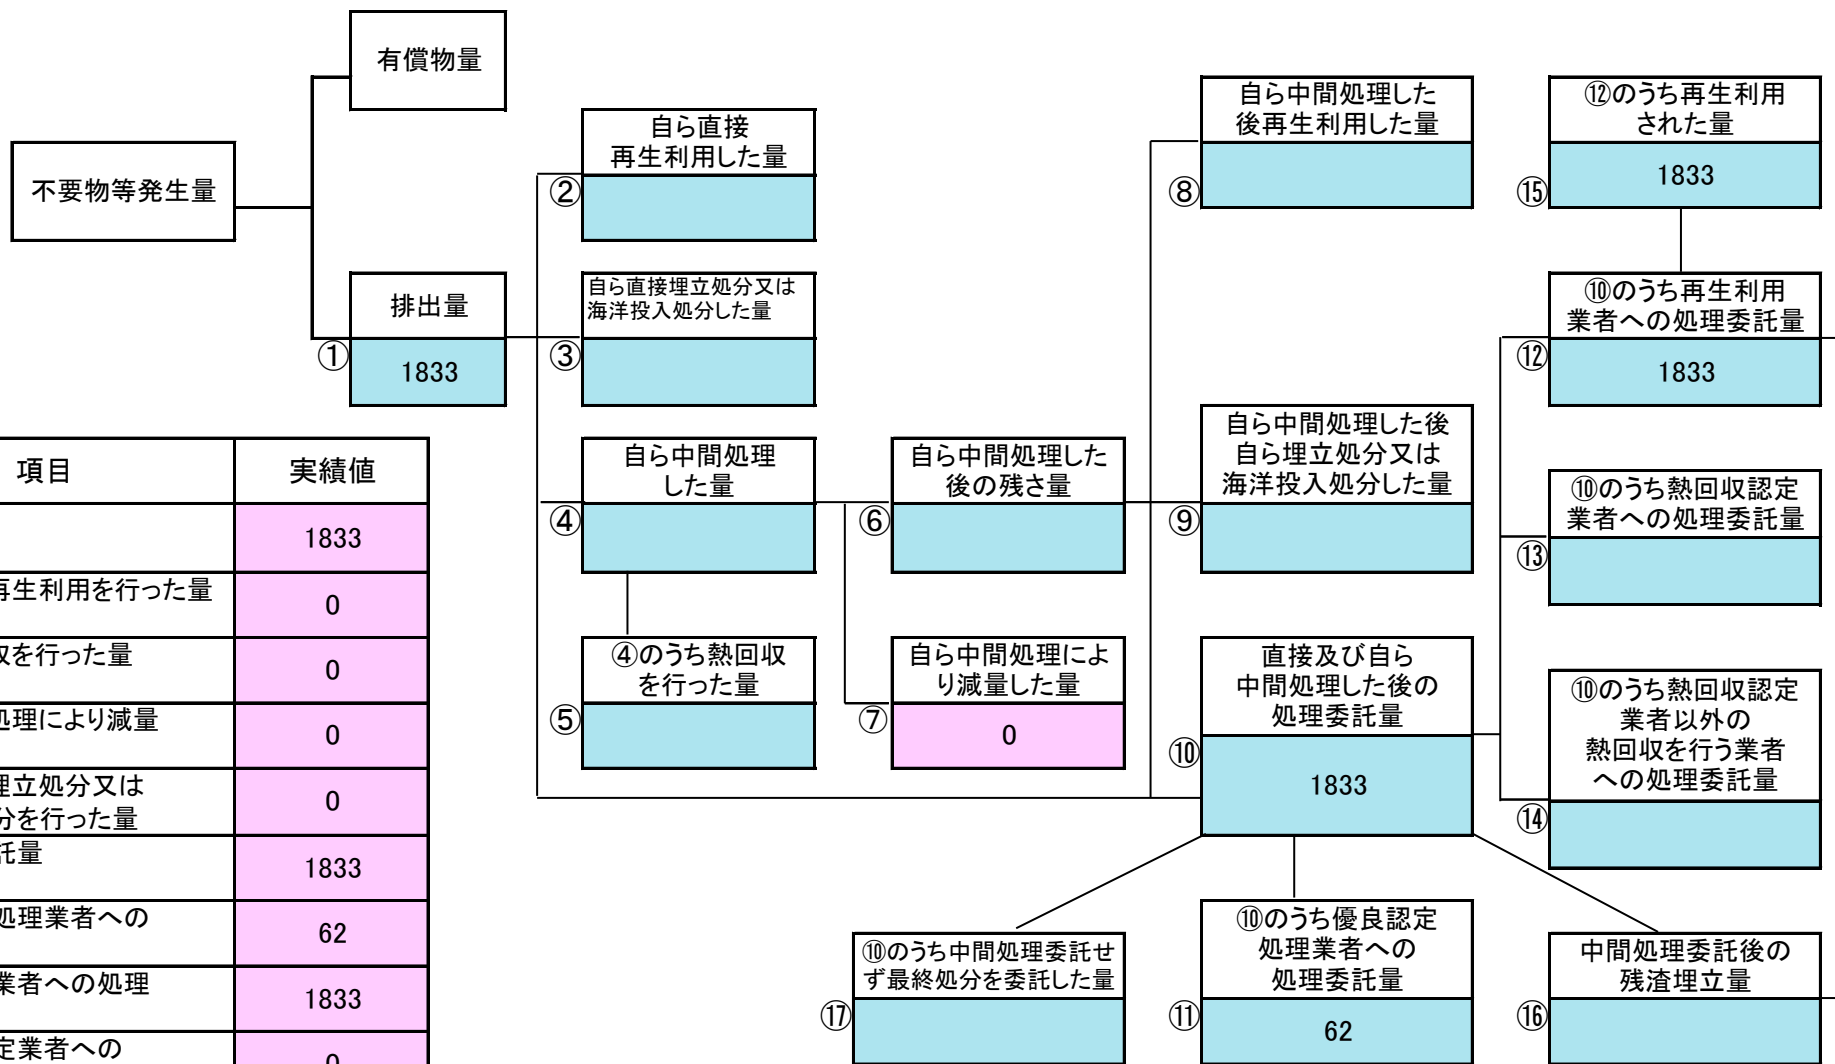 有償物量
不要物等発生量
排出量
①
1833
自ら直接
再生利用した量
②
自ら直接埋立処分又は
海洋投入処分した量
③
自ら中間処理
した量
④
④のうち熱回収
を行った量
⑤
自ら中間処理した
後の残さ量
⑥
自ら中間処理によ
り減量した量
⑦
0
自ら中間処理した
後再生利用した量
⑧
自ら中間処理した後
自ら埋立処分又は
海洋投入処分した量
⑨
直接及び自ら
中間処理した後の
処理委託量
⑩
1833
⑩のうち優良認定
処理業者への
処理委託量
⑪
62
⑩のうち中間処理委託せ
ず最終処分を委託した量
⑰
⑫のうち再生利用
された量
⑮
1833
⑩のうち再生利用
業者への処理委託量
⑫
1833
⑩のうち熱回収認定
業者への処理委託量
⑬
⑩のうち熱回収認定
業者以外の
熱回収を行う業者
への処理委託量
⑭
中間処理委託後の
残渣埋立量
⑯
項目 実績値
1833
再生利用を行った量
0
を行った量
0
処理により減量
0
埋立処分又は
分を行った量
0
託量
1833
処理業者への
62
業者への処理
1833
定業者への
0